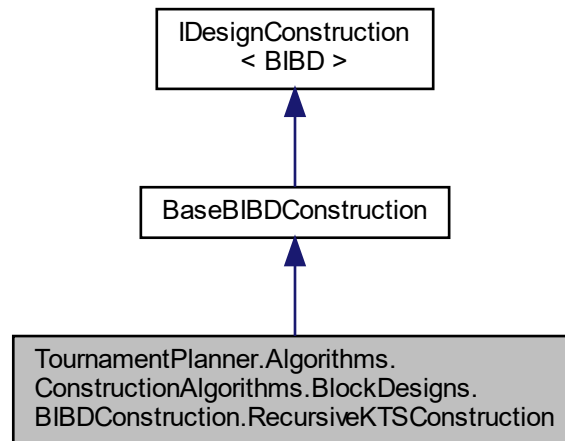 IDesignConstruction
< BIBD >
BaseBIBDConstruction
TournamentPlanner.Algorithms.
ConstructionAlgorithms.BlockDesigns.
BIBDConstruction.RecursiveKTSConstruction